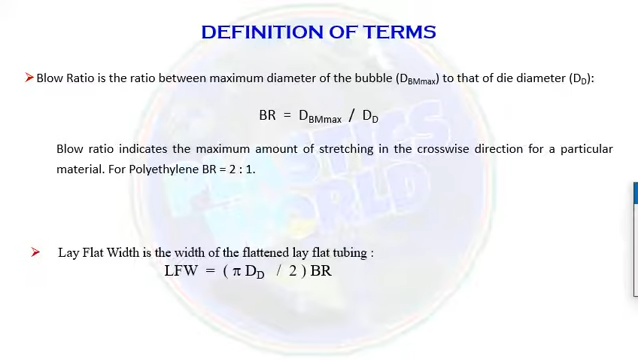 DEFINITION OF TERMS
Blow Ratio is the ratio between maximum diameter of the bubble (DBMmax) to that of die diameter (DD):
BR = DBMmax / DD
Blow ratio indicates the maximum amount of stretching in the crosswise direction for a particular
material. For Polyethylene BR = 2 : 1.
PLASTICS
WORLD
Lay Flat Width is the width of the flattened lay flat tubing :
LFW = ( π DD / 2 ) BR